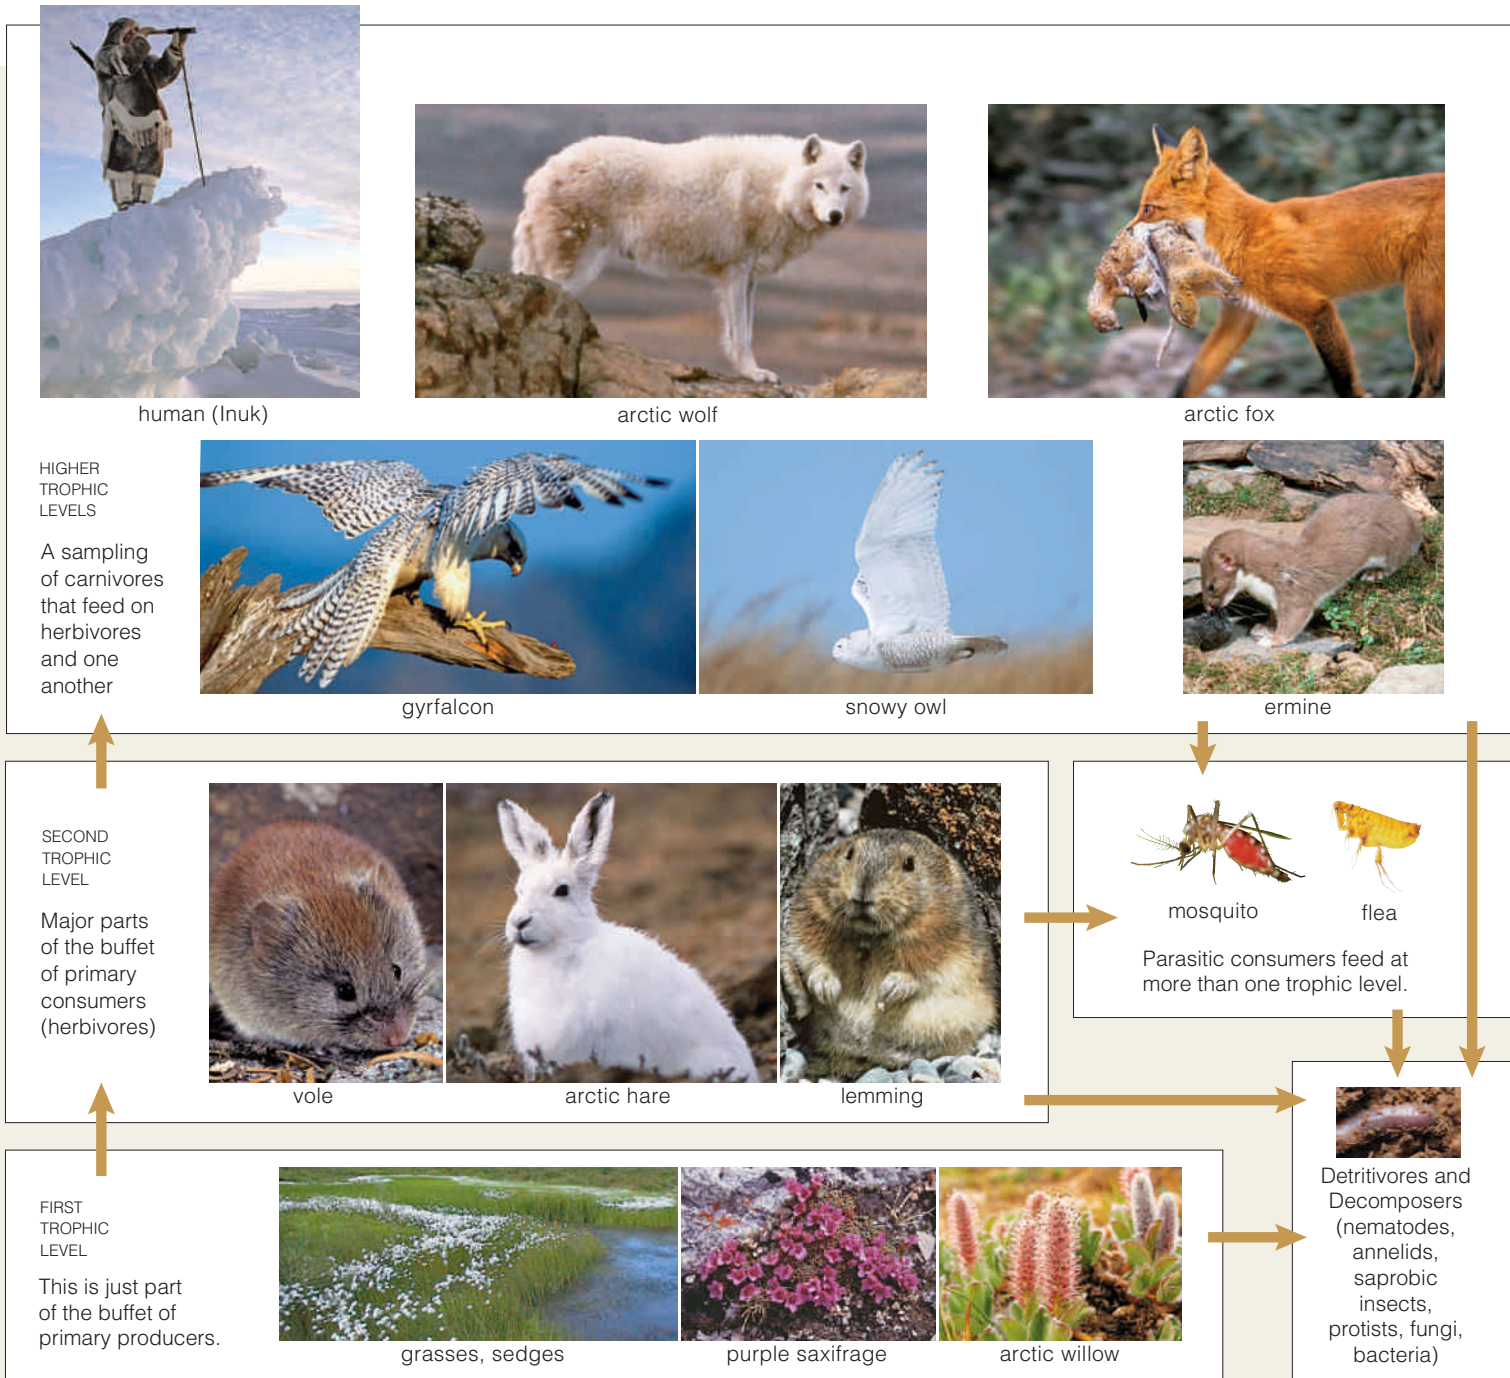 human (Inuk)
arctic wolf
arctic fox
HIGHER
TROPHIC
LEVELS
A sampling
of carnivores
that feed on
herbivores
and one
another
gyrfalcon
snowy owl
ermine
SECOND
TROPHIC
LEVEL
Major parts
of the buffet
of primary
consumers
(herbivores)
vole
arctic hare
lemming
mosquito
flea
Parasitic consumers feed at
more than one trophic level.
FIRST
TROPHIC
LEVEL
This is just part
of the buffet of
primary producers.
grasses, sedges
purple saxifrage
arctic willow
Detritivores and
Decomposers
(nematodes,
annelids,
saprobic
insects,
protists, fungi,
bacteria)